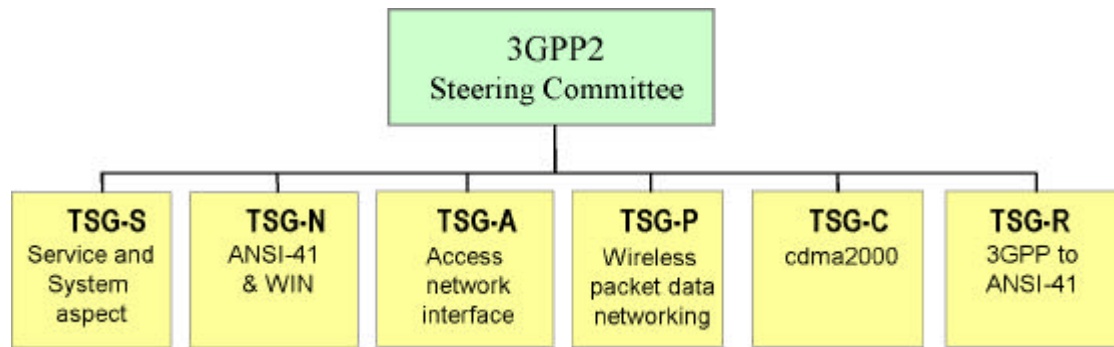 3GPP2
Steering Committee
TSG-S
Service and
System
aspect
TSG-N
ANSI-41
& WIN
TSG-A
Access
network
interface
TSG-P
Wireless
packet data
networking
TSG-C
cdma2000
TSG-R
3GPP to
ANSI-41